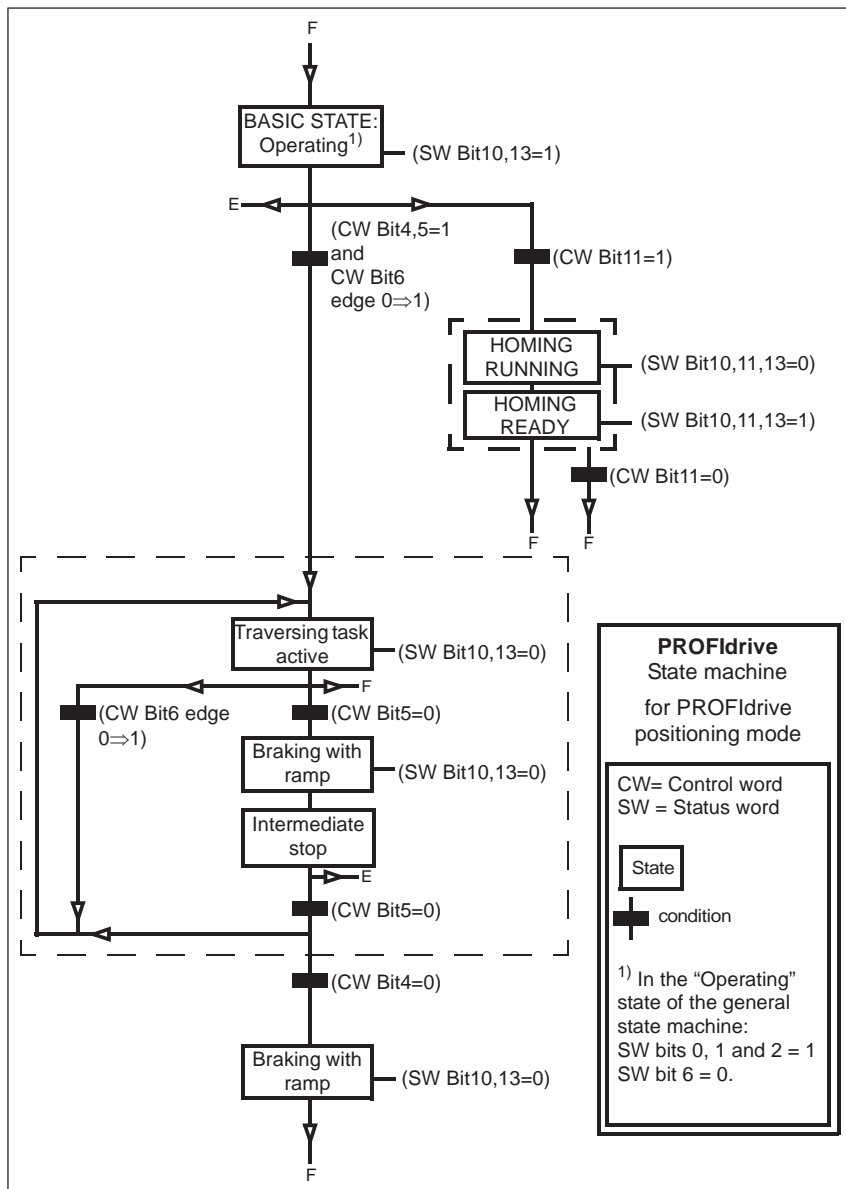 F
BASIC STATE:
Operating1)
(SW Bit10,13=1)
E
(CW Bit4,5=1
and
CW Bit6
edge 0⇒1)
(CW Bit11=1)
HOMING
RUNNING
(SW Bit10,11,13=0)
HOMING
READY
(SW Bit10,11,13=1)
(CW Bit11=0)
F
F
Traversing task
active
(SW Bit10,13=0)
F
(CW Bit6 edge
0⇒1)
(CW Bit5=0)
Braking with
ramp
(SW Bit10,13=0)
Intermediate
stop
E
(CW Bit5=0)
(CW Bit4=0)
Braking with
ramp
(SW Bit10,13=0)
F
PROFIdrive
State machine
for PROFIdrive
positioning mode
CW= Control word
SW = Status word
State
condition
1) In the “Operating”
state of the general
state machine:
SW bits 0, 1 and 2 = 1
SW bit 6 = 0.